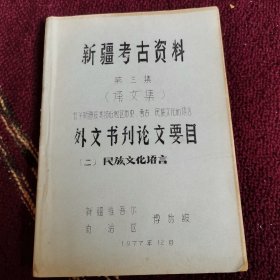 新疆考古资料
第三集
（译文集）
外文书刊论文要目
（二）民族文化语言
新疆维吾尔
自治区 博物馆
1977年12月